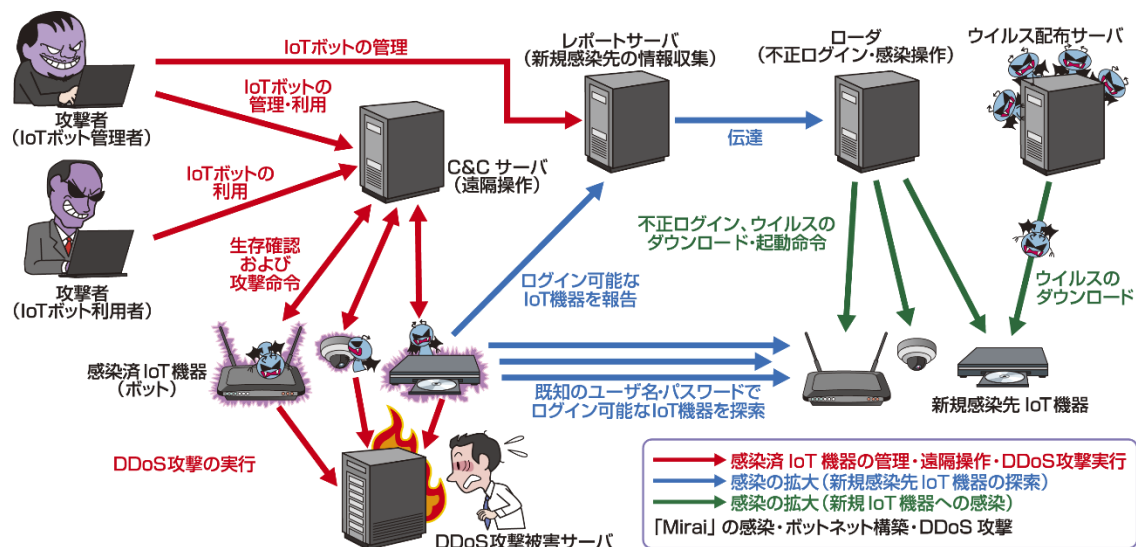 IoTボットの管理
レポートサーバ
(新規感染先の情報収集)
ローダ
(不正ログイン・感染操作)
ウイルス配布サーバ
攻撃者
(IoTボット管理者)
IoTボットの
管理・利用
伝達
C&C サーバ
(遠隔操作)
IoTボットの
利用
攻撃者
(IoTボット利用者)
生存確認
および
攻撃命令
ログイン可能な
IoT機器を報告
不正ログイン、ウイルスの
ダウンロード・起動命令
ウイルスの
ダウンロード
感染済 IoT 機器
(ボット)
既知のユーザ名・パスワードで
ログイン可能なIoT機器を探索
新規感染先 IoT機器
DDoS攻撃の実行
DDoS攻撃被害サーバ
感染済 IoT 機器の管理・遠隔操作・DDoS攻撃実行
感染の拡大(新規感染先 IoT 機器の探索)
感染の拡大(新規 IoT 機器への感染)
「Mirai」の感染・ボットネット構築・DDoS 攻撃